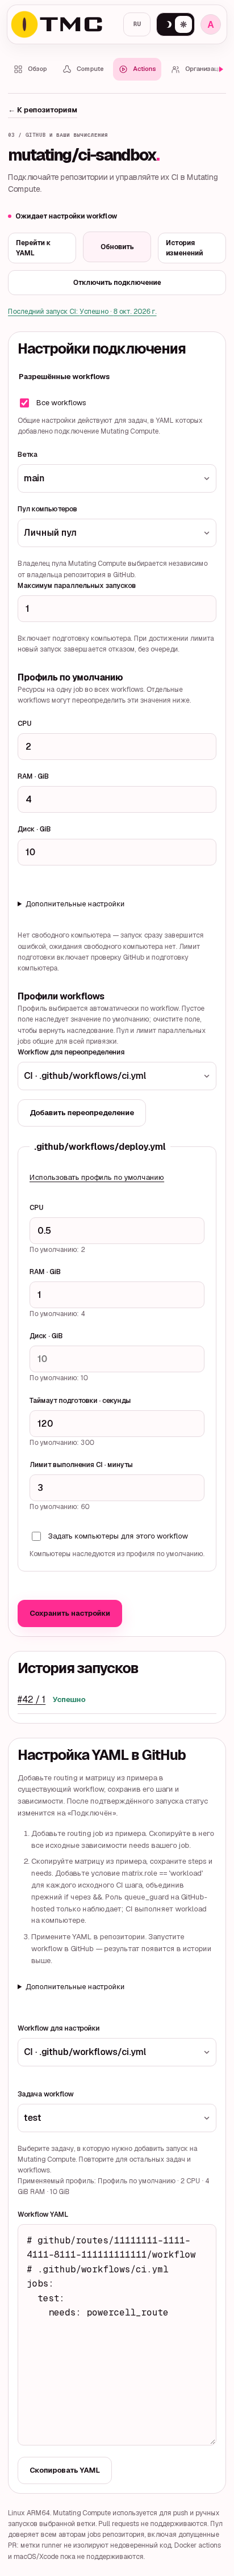 TMC
RU
A
Обзор
Compute
Actions
Организац
← К репозиториям
03 / GITHUB И ВАШИ ВЫЧИСЛЕНИЯ
mutating/ci-sandbox.
Подключайте репозитории и управляйте их CI в Mutating
Compute.
Ожидает настройки workflow
Перейти к
YAML
Обновить
История
изменений
Отключить подключение
Последний запуск CI: Успешно · 8 окт. 2026 г.
Настройки подключения
Разрешённые workflows
Все workflows
Общие настройки действуют для задач, в YAML которых
добавлено подключение Mutating Compute.
Ветка
main
Пул компьютеров
Личный пул
Владелец пула Mutating Compute выбирается независимо
от владельца репозитория в GitHub.
Максимум параллельных запусков
1
Включает подготовку компьютера. При достижении лимита
новый запуск завершается отказом, без очереди.
Профиль по умолчанию
Ресурсы на одну job во всех workflows. Отдельные
workflows могут переопределить эти значения ниже.
CPU
2
RAM · GiB
4
Диск · GiB
10
Дополнительные настройки
Нет свободного компьютера — запуск сразу завершится
ошибкой, ожидания свободного компьютера нет. Лимит
подготовки включает проверку GitHub и подготовку
компьютера.
Профили workflows
Профиль выбирается автоматически по workflow. Пустое
поле наследует значение по умолчанию; очистите поле,
чтобы вернуть наследование. Пул и лимит параллельных
jobs общие для всей привязки.
Workflow для переопределения
CI · .github/workflows/ci.yml
Добавить переопределение
.github/workflows/deploy.yml
Использовать профиль по умолчанию
CPU
0.5
По умолчанию: 2
RAM · GiB
1
По умолчанию: 4
Диск · GiB
10
По умолчанию: 10
Таймаут подготовки · секунды
120
По умолчанию: 300
Лимит выполнения CI · минуты
3
По умолчанию: 60
Задать компьютеры для этого workflow
Компьютеры наследуются из профиля по умолчанию.
Сохранить настройки
История запусков
#42 / 1 Успешно
Настройка YAML в GitHub
Добавьте routing и матрицу из примера в
существующий workflow, сохранив его шаги и
зависимости. После подтверждённого запуска статус
изменится на «Подключён».
1. Добавьте routing job из примера. Скопируйте в него
все исходные зависимости needs вашего job.
2. Скопируйте матрицу из примера, сохраните steps и
needs. Добавьте условие matrix.role == 'workload'
для каждого исходного CI шага, объединив
прежний if через &&. Роль queue_guard на GitHub-
hosted только наблюдает; CI выполняет workload
на компьютере.
3. Примените YAML в репозитории. Запустите
workflow в GitHub — результат появится в истории
выше.
Дополнительные настройки
Workflow для настройки
CI · .github/workflows/ci.yml
Задача workflow
test
Выберите задачу, в которую нужно добавить запуск на
Mutating Compute. Повторите для остальных задач и
workflows.
Применяемый профиль: Профиль по умолчанию · 2 CPU · 4
GiB RAM · 10 GiB
Workflow YAML
# github/routes/11111111-1111-
4111-8111-111111111111/workflow
# .github/workflows/ci.yml
jobs:
test:
needs: powercell_route
Скопировать YAML
Linux ARM64. Mutating Compute используется для push и ручных
запусков выбранной ветки. Pull requests не поддерживаются. Пул
доверяет всем авторам jobs репозитория, включая допущенные
PR: метки runner не изолируют недоверенный код. Docker actions
и macOS/Xcode пока не поддерживаются.